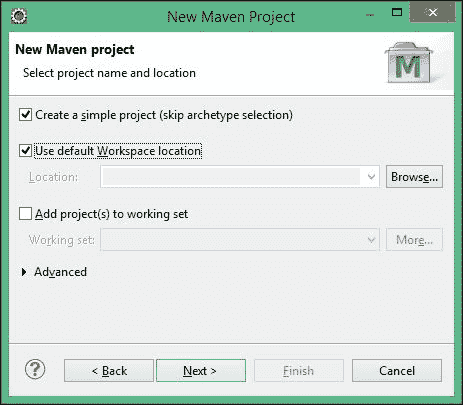 New Maven Project
New Maven project
Select project name and location
M
Create a simple project (skip archetype selection)
Use default Workspace location
Location:
Browse...
Add project(s) to working set
Working set:
More...
Advanced
?
< Back
Next >
Finish
Cancel